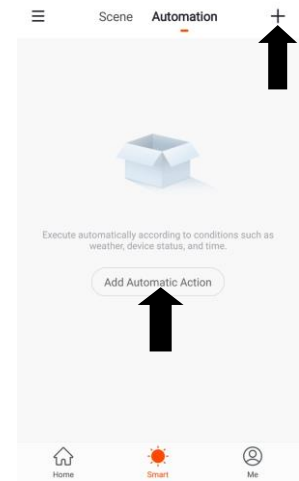 Scene Automation
Execute automatically according to conditions such as
weather, device status, and time.
Add Automatic Action
Home Smart Me